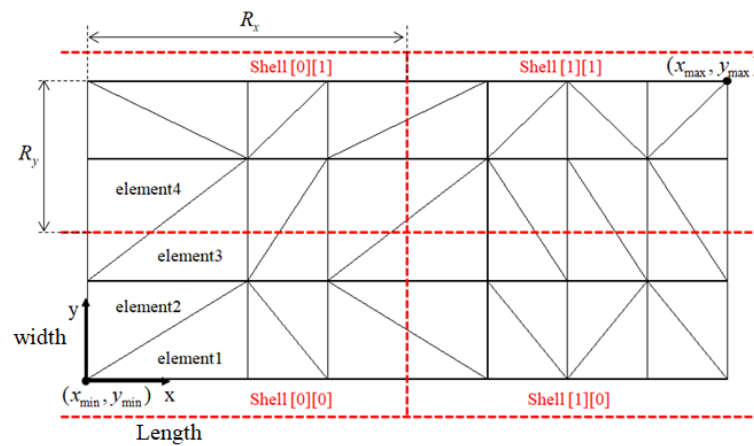 Rx
Shell [0][1]
Shell [1][1]
(xmax, ymax)
Ry
element4
element3
y
element2
width
element1
(xmin, ymin)
x
Shell [0][0]
Shell [1][0]
Length